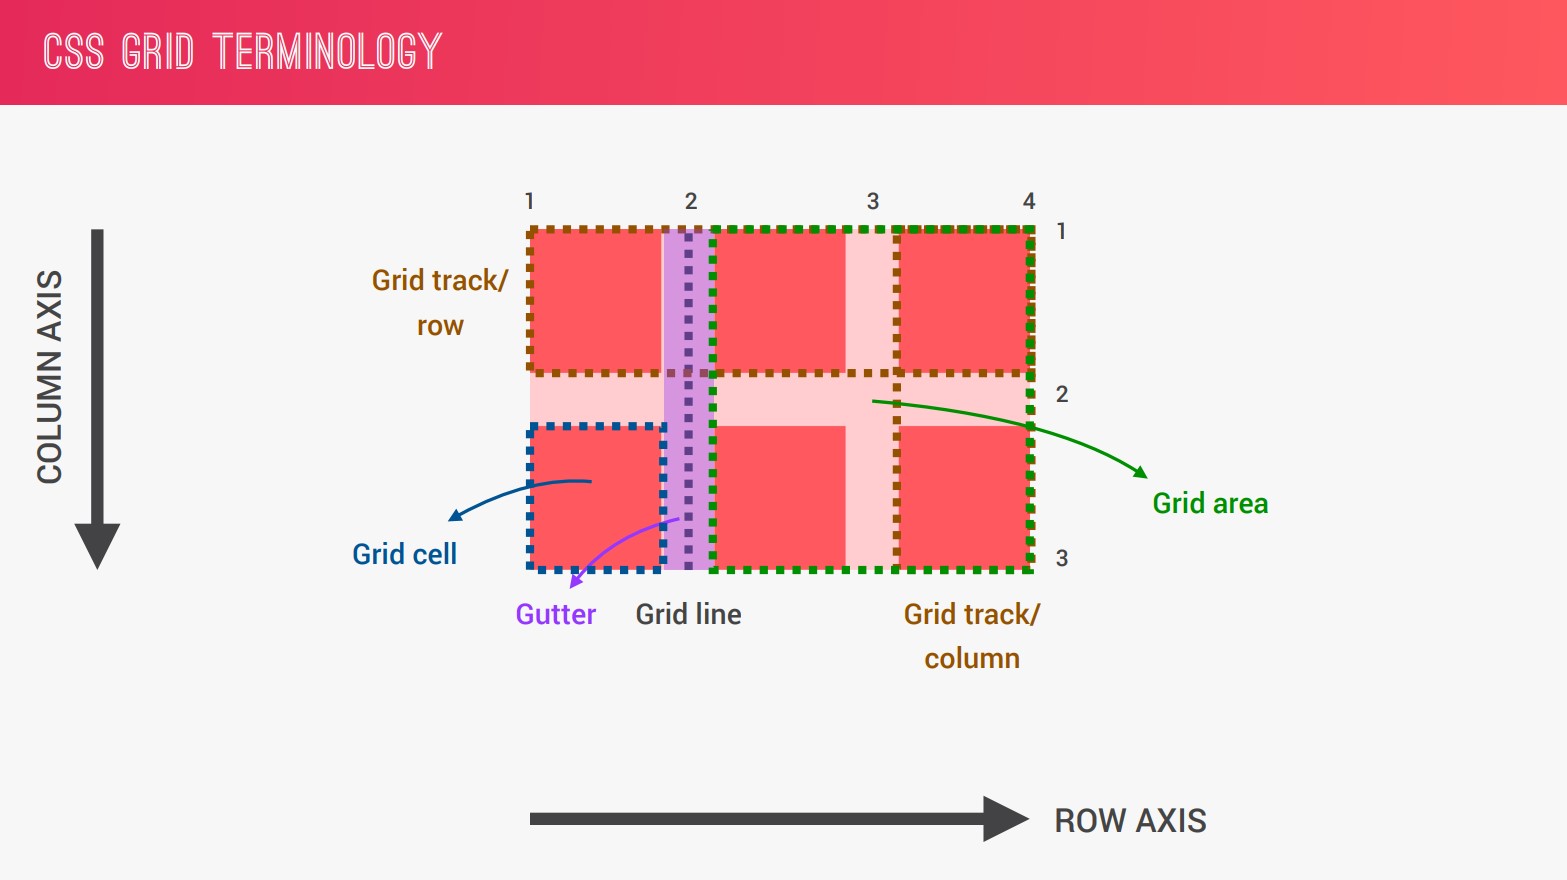 CSS GRID TERMINOLOGY
1 2 3 4
1
Grid track/
row
COLUMN AXIS
2
Grid area
Grid cell
3
Gutter
Grid line
Grid track/
column
ROW AXIS